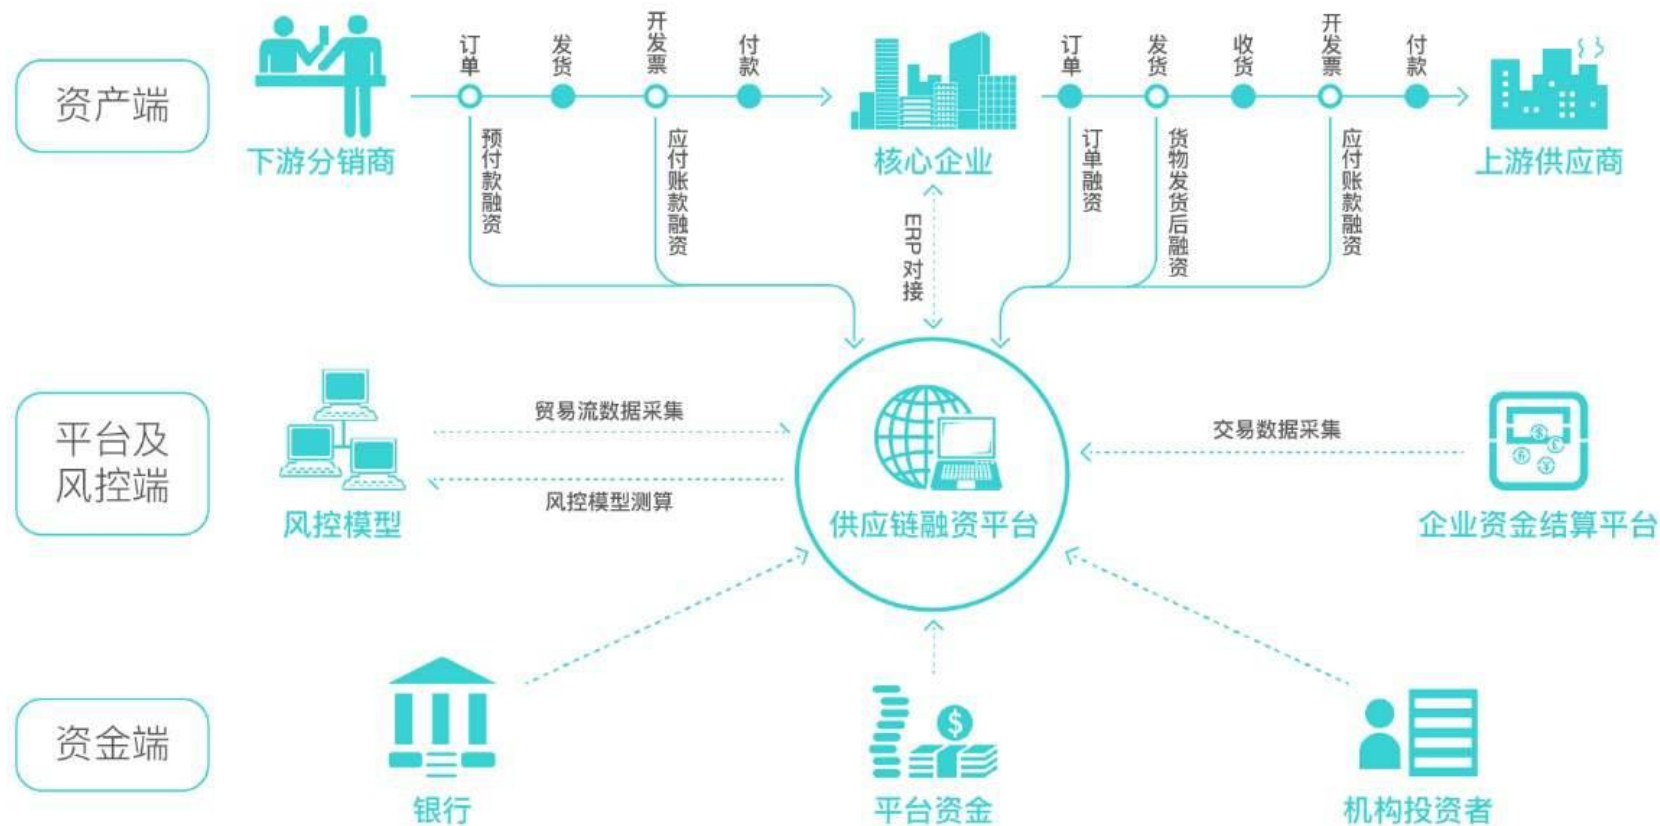 资产端
订单
发货
开发票
付款
订单
发货
收货
开发票
付款
下游分销商
核心企业
上游供应商
预付款融资
应付账款融资
ERP 对接
订单融资
货物发货后融资
应付账款融资
平台及
风控端
贸易流数据采集
风控模型测算
交易数据采集
风控模型
供应链融资平台
企业资金结算平台
资金端
银行
平台资金
机构投资者